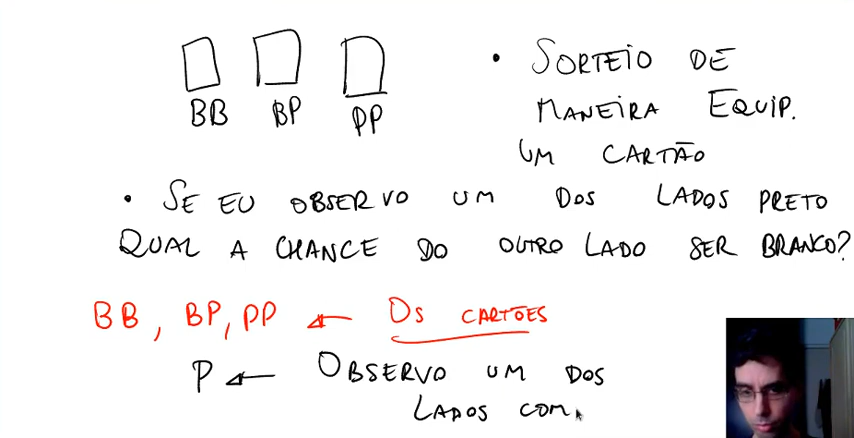 BB BP PP
• SORTEIO DE
MANEIRA EQUIP.
UM CARTÃO
• SE EU OBSERVO UM DOS LADOS PRETO
QUAL A CHANCE DO OUTRO LADO SER BRANCO?
BB, BP, PP ← OS CARTÕES
P ← OBSERVO UM DOS
LADOS COM